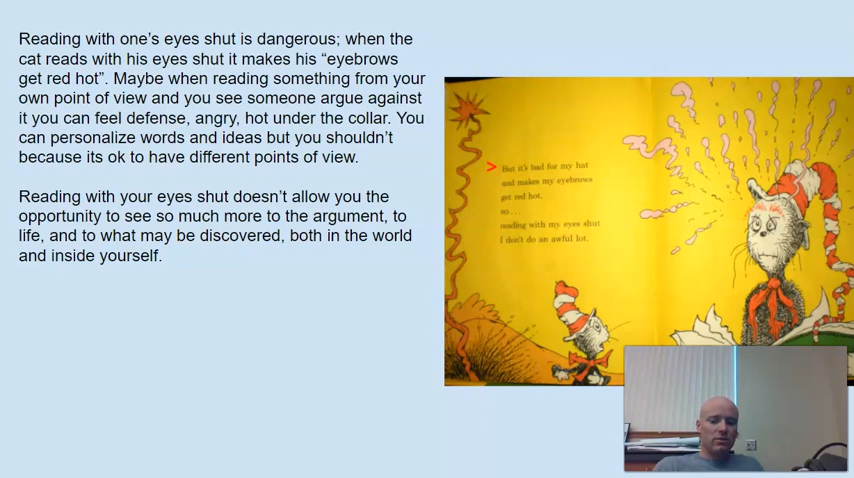 Reading with one's eyes shut is dangerous; when the
cat reads with his eyes shut it makes his “eyebrows
get red hot”. Maybe when reading something from your
own point of view and you see someone argue against
it you can feel defense, angry, hot under the collar. You
can personalize words and ideas but you shouldn't
because its ok to have different points of view.
Reading with your eyes shut doesn't allow you the
opportunity to see so much more to the argument, to
life, and to what may be discovered, both in the world
and inside yourself.
> But it's bad for my hat
and makes my eyebrows
get red hot.
so . . .
reading with my eyes shut
I don't do an awful lot.